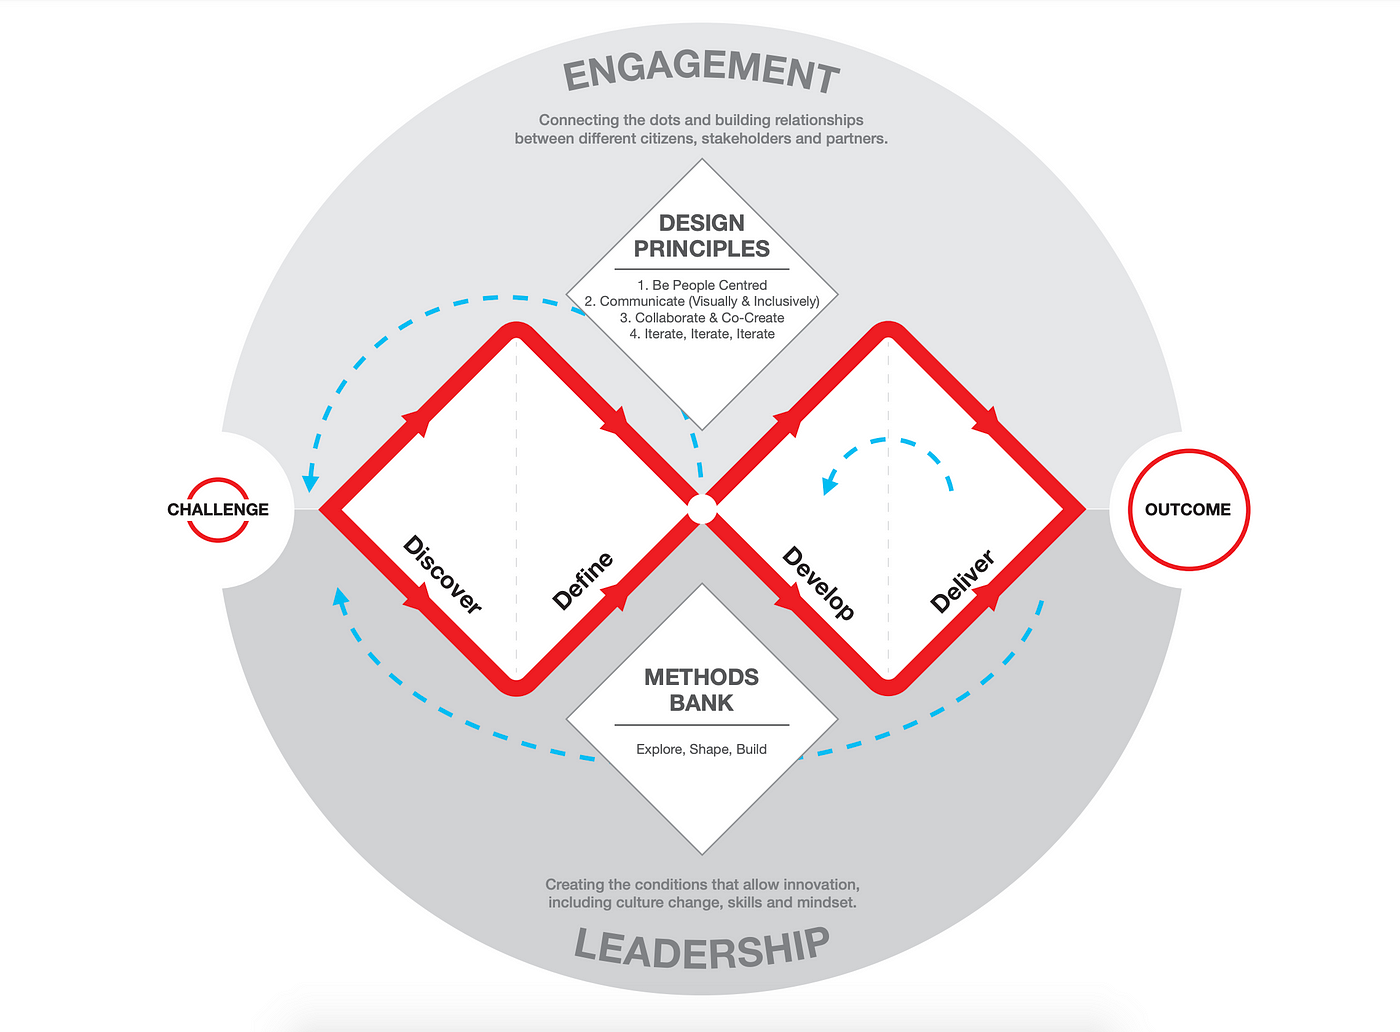 ENGAGEMENT
Connecting the dots and building relationships
between different citizens, stakeholders and partners.
DESIGN
PRINCIPLES
1. Be People Centred
2. Communicate (Visually & Inclusively)
3. Collaborate & Co-Create
4. Iterate, Iterate, Iterate
CHALLENGE
OUTCOME
Discover
Define
Develop
Deliver
METHODS
BANK
Explore, Shape, Build
Creating the conditions that allow innovation,
including culture change, skills and mindset.
LEADERSHIP